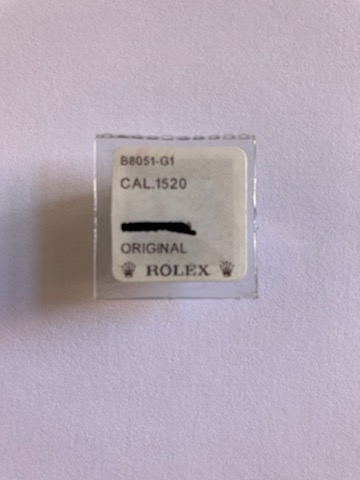 B8051-G1
CAL.1520
ORIGINAL
ROLEX